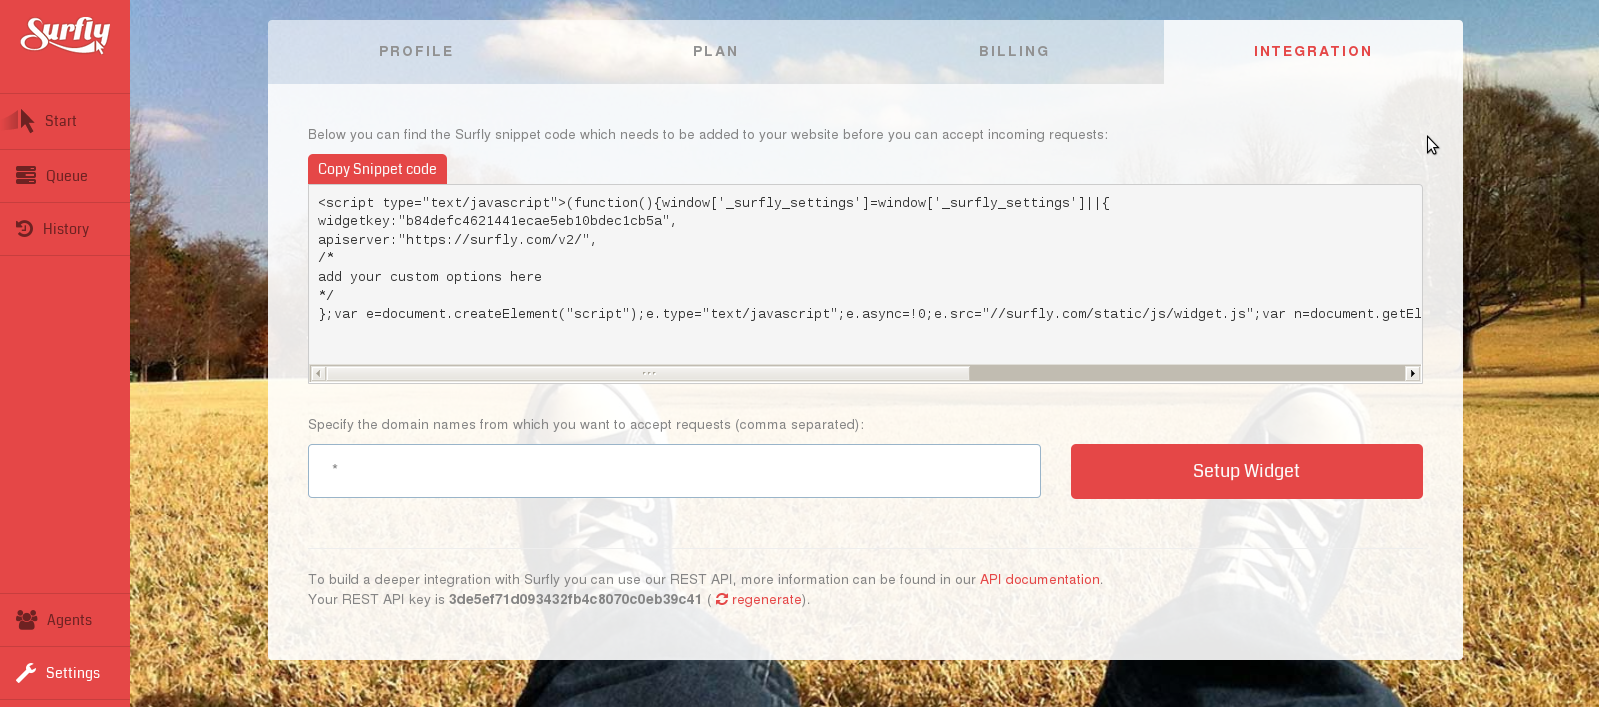 Surfly
PROFILE
PLAN
BILLING
INTEGRATION
Start
Queue
History
Agents
Settings
Below you can find the Surfly snippet code which needs to be added to your website before you can accept incoming requests:
Copy Snippet code
<script type="text/javascript">(function(){window['_surfly_settings']=window['_surfly_settings']||{
widgetkey:"b84defc4621441ecae5eb10bdec1cb5a",
apiserver:"https://surfly.com/v2/",
/*
add your custom options here
*/
};var e=document.createElement("script");e.type="text/javascript";e.async=!0;e.src="//surfly.com/static/js/widget.js";var n=document.getEl
Specify the domain names from which you want to accept requests (comma separated):
*
Setup Widget
To build a deeper integration with Surfly you can use our REST API, more information can be found in our API documentation.
Your REST API key is 3de5ef71d093432fb4c8070c0eb39c41 ( regenerate).